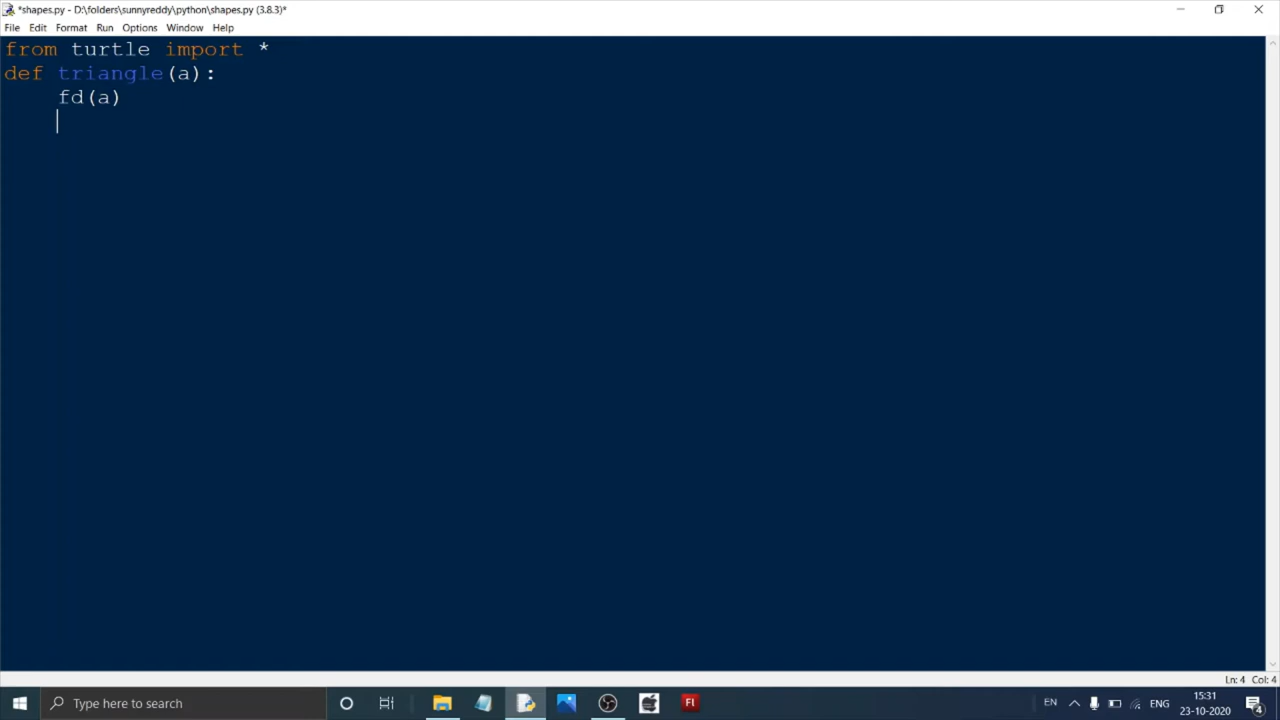 *shapes.py - D:\folders\sunnyreddy\python\shapes.py (3.8.3)*
File Edit Format Run Options Window Help
from turtle import *
def triangle(a):
    fd(a)
Ln: 4 Col: 4
Type here to search
Fl
EN
ENG
15:31
23-10-2020
4